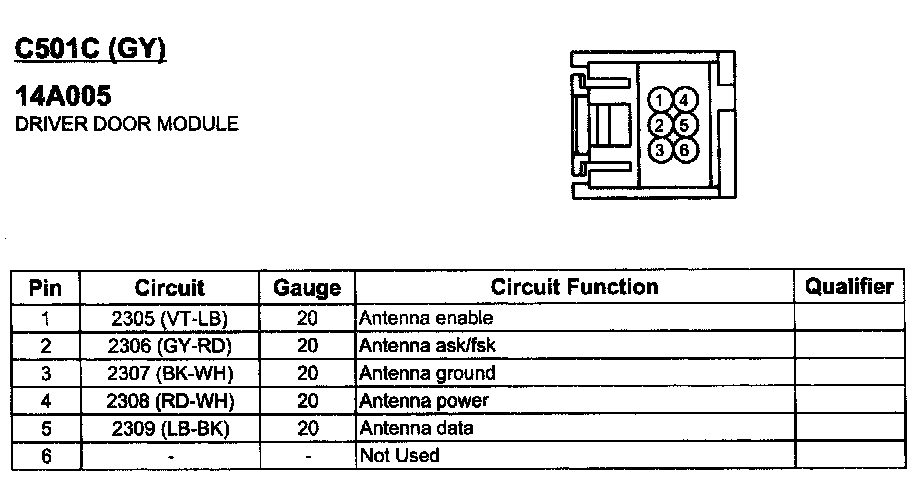 C501C (GY)
14A005
DRIVER DOOR MODULE
1 4
2 5
3 6
Pin Circuit Gauge Circuit Function Qualifier
1 2305 (VT-LB) 20 Antenna enable
2 2306 (GY-RD) 20 Antenna ask/fsk
3 2307 (BK-WH) 20 Antenna ground
4 2308 (RD-WH) 20 Antenna power
5 2309 (LB-BK) 20 Antenna data
6 - - Not Used